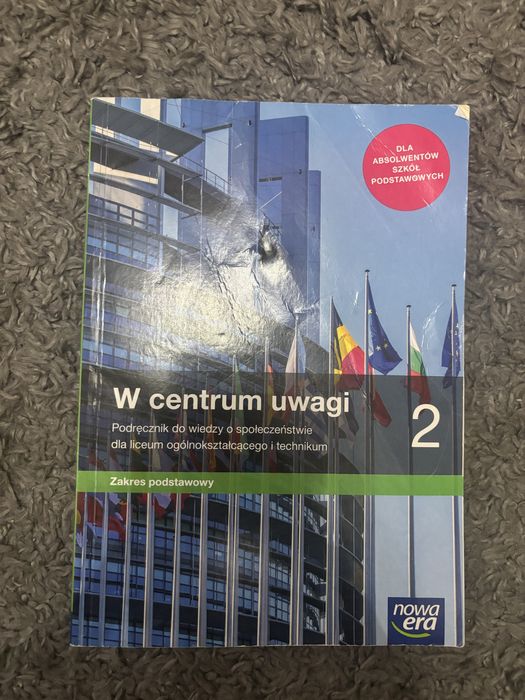 DLA
ABSOLWENTÓW
SZKÓŁ
PODSTAWOWYCH
W centrum uwagi
Podręcznik do wiedzy o społeczeństwie
dla liceum ogólnokształcącego i technikum
2
Zakres podstawowy
nowa
era